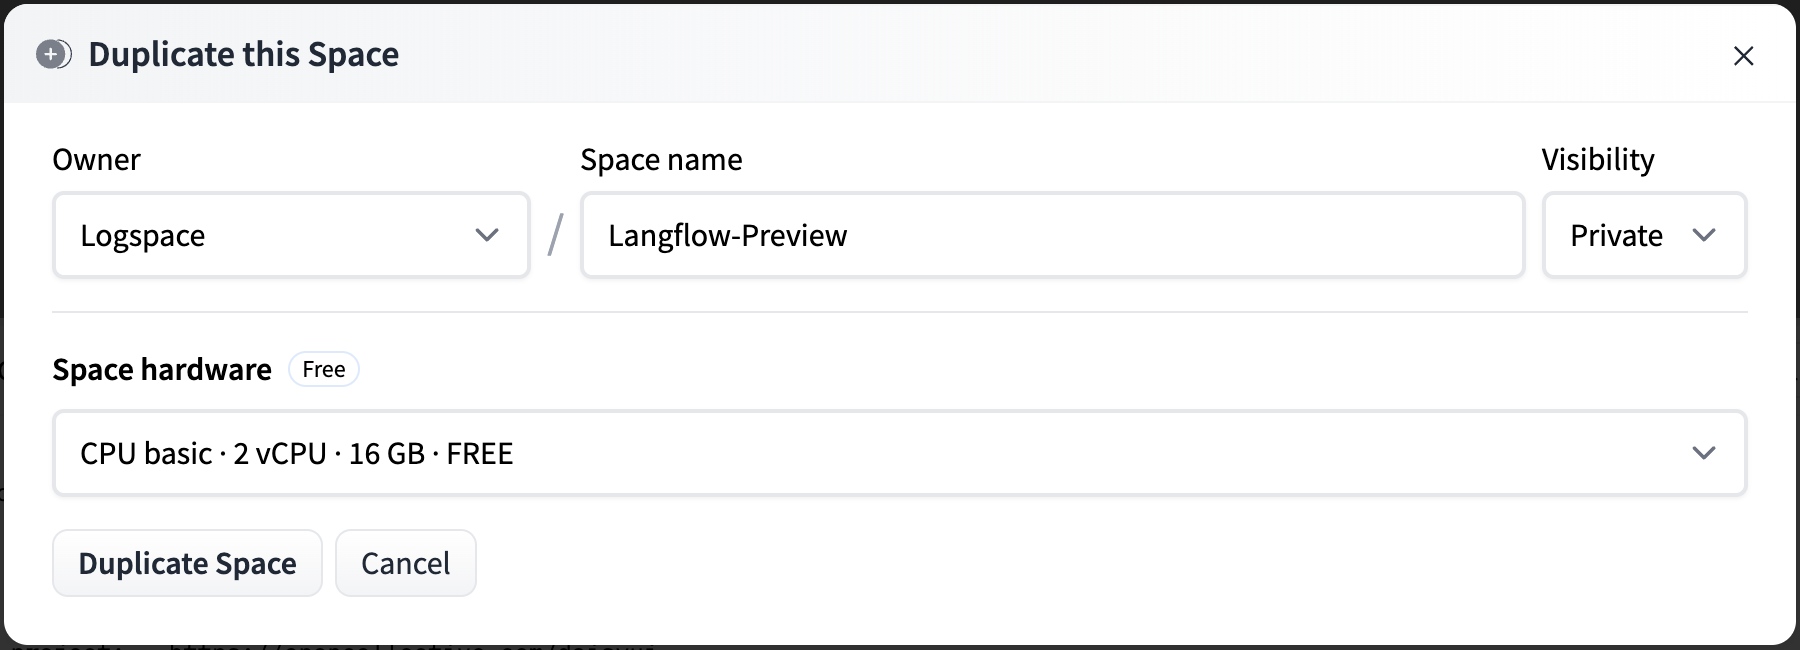 Duplicate this Space
Owner
Space name
Visibility
Logspace
/
Langflow-Preview
Private
Space hardware
Free
CPU basic · 2 vCPU · 16 GB · FREE
Duplicate Space
Cancel